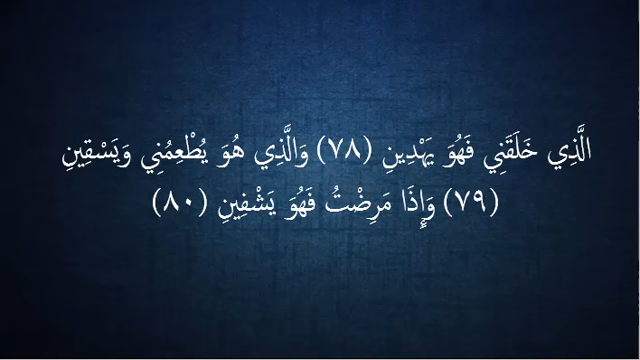 الَّذِي خَلَقَنِي فَهُوَ يَهْدِينِ (٧٨) وَالَّذِي هُوَ يُطْعِمُنِي وَيَسْقِينِ
(٧٩) وَإِذَا مَرِضْتُ فَهُوَ يَشْفِينِ (٨٠)